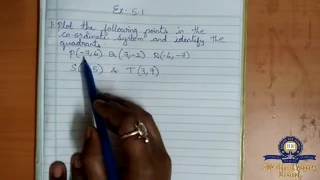 Ex: 5.1
1. Plot the following points in the
co-ordinate system and identify the
quadrants.
P(-7,6) Q(7,-2) R(-6,-7)
S( 5) & T(3,9)